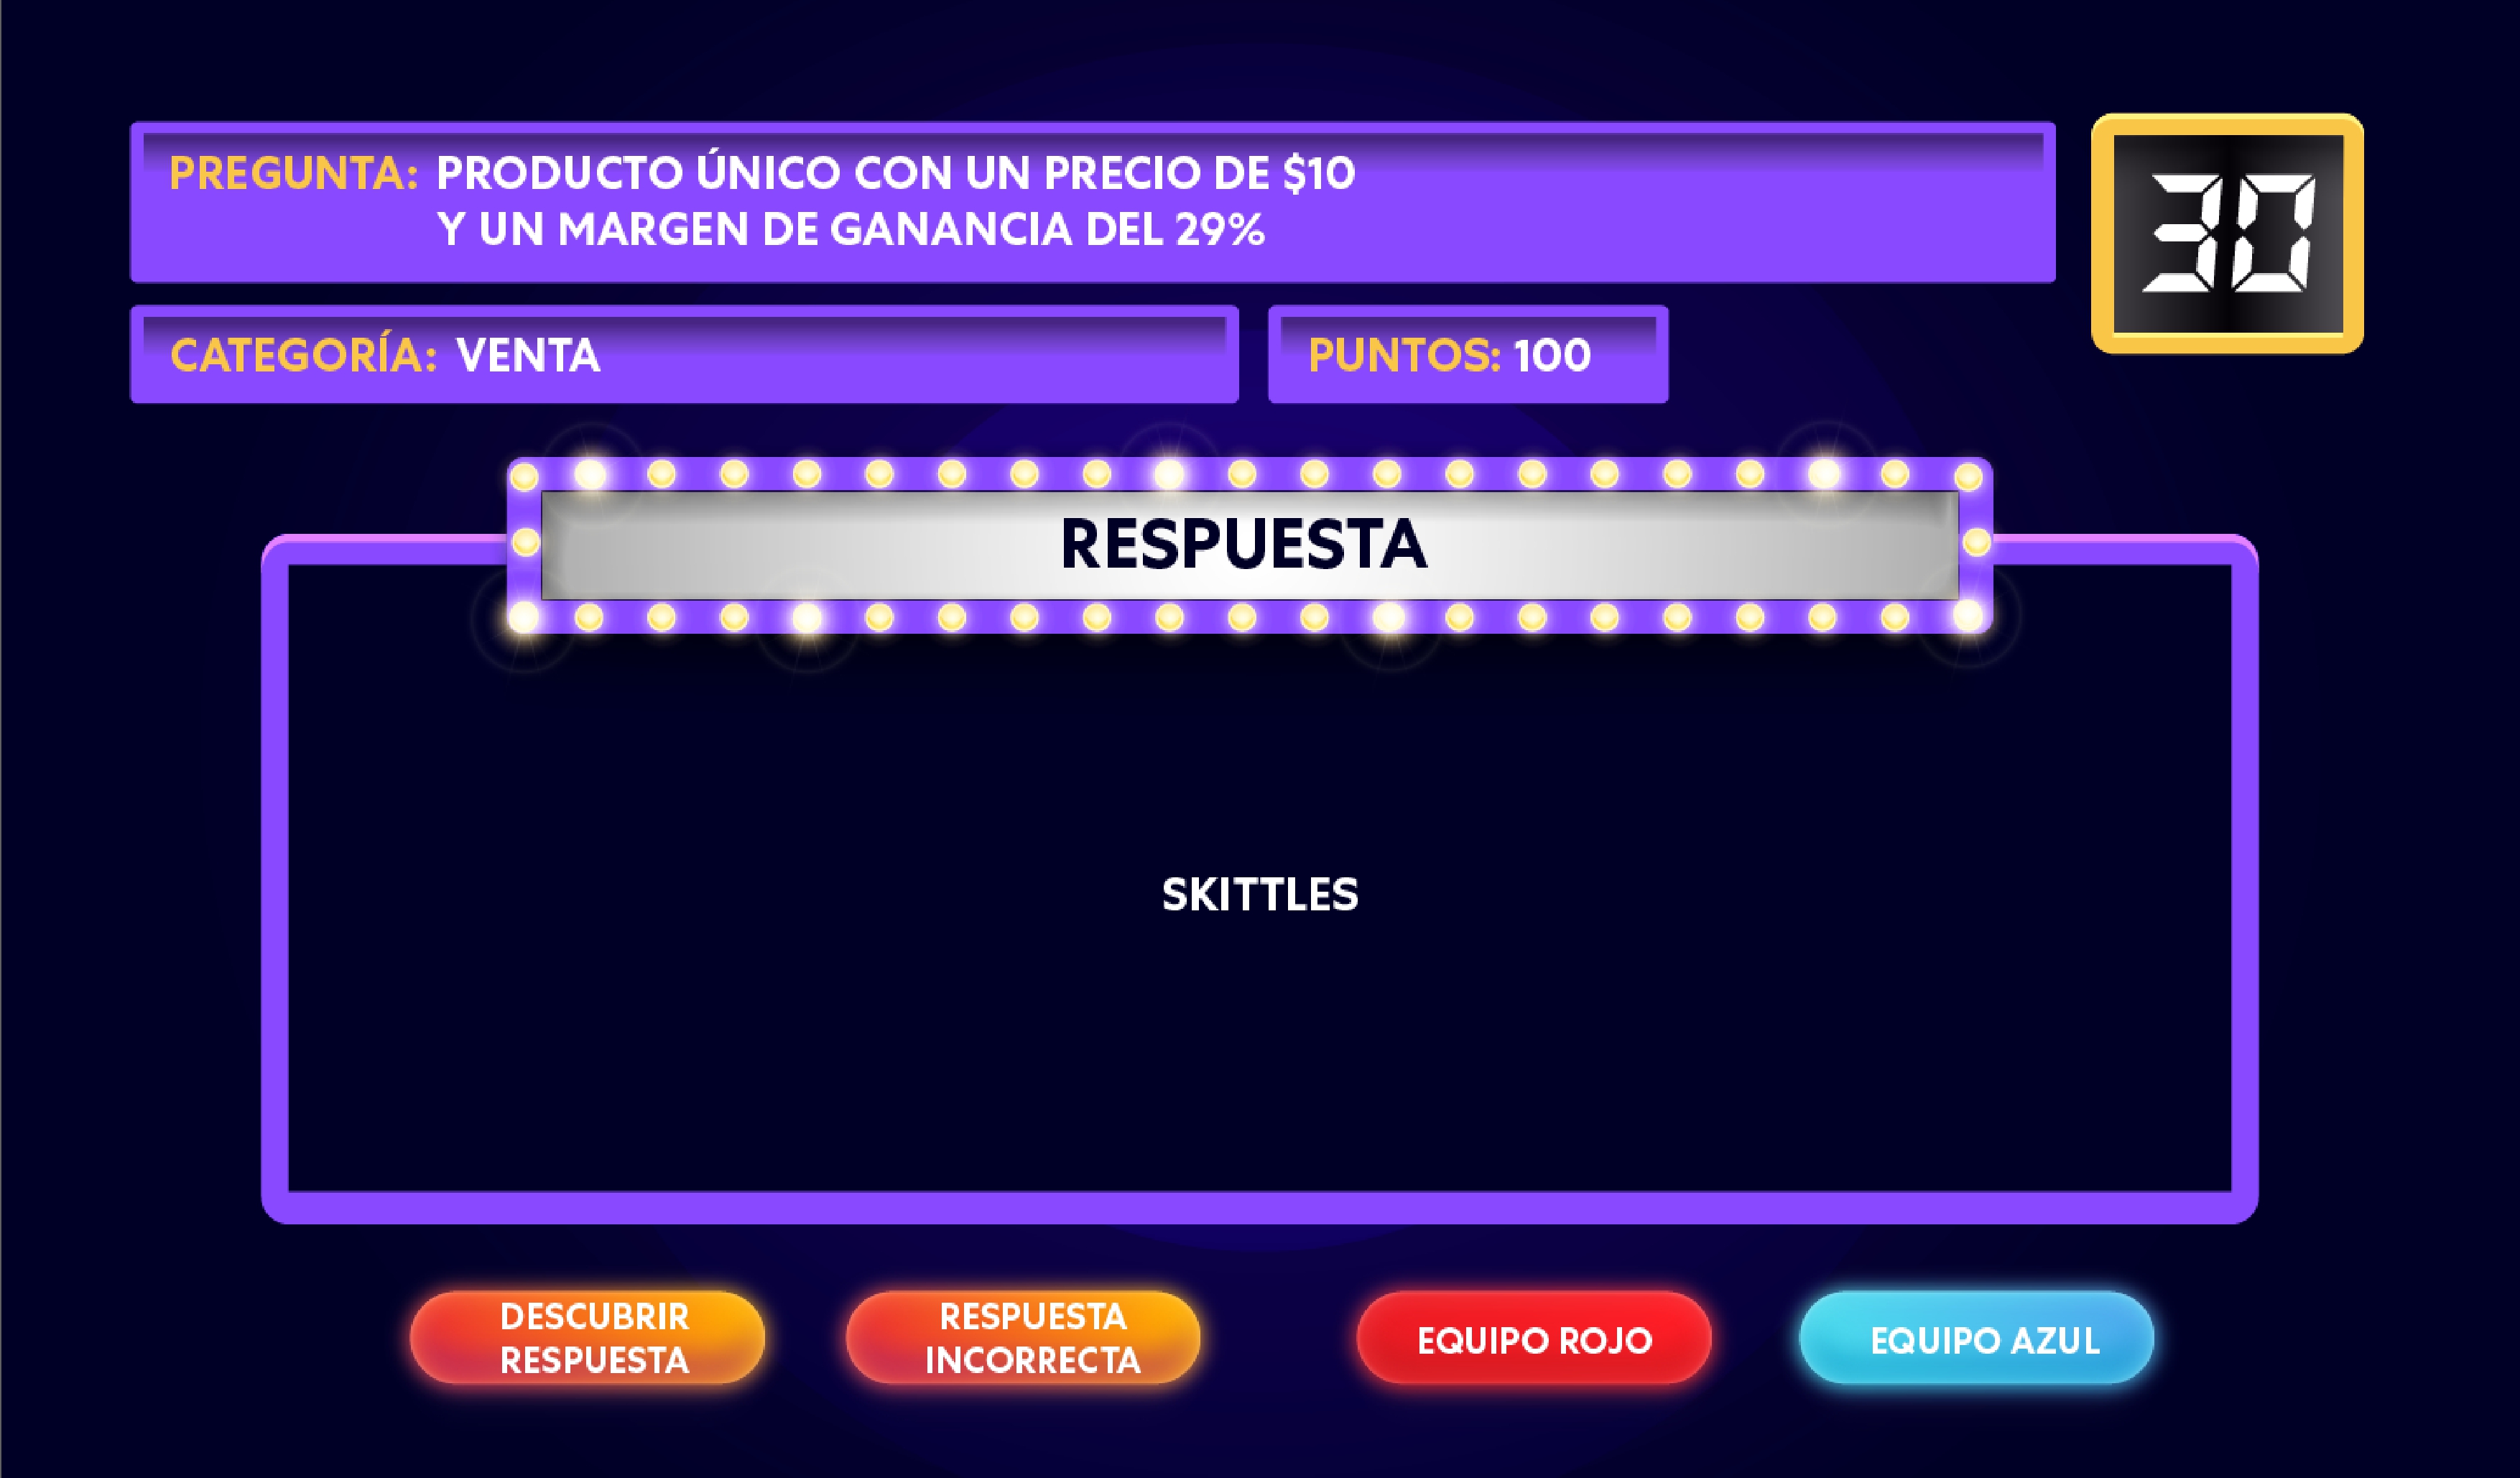 PREGUNTA: PRODUCTO ÚNICO CON UN PRECIO DE $10
Y UN MARGEN DE GANANCIA DEL 29%
30
CATEGORÍA: VENTA
PUNTOS: 100
RESPUESTA
SKITTLES
DESCUBRIR
RESPUESTA
RESPUESTA
INCORRECTA
EQUIPO ROJO
EQUIPO AZUL